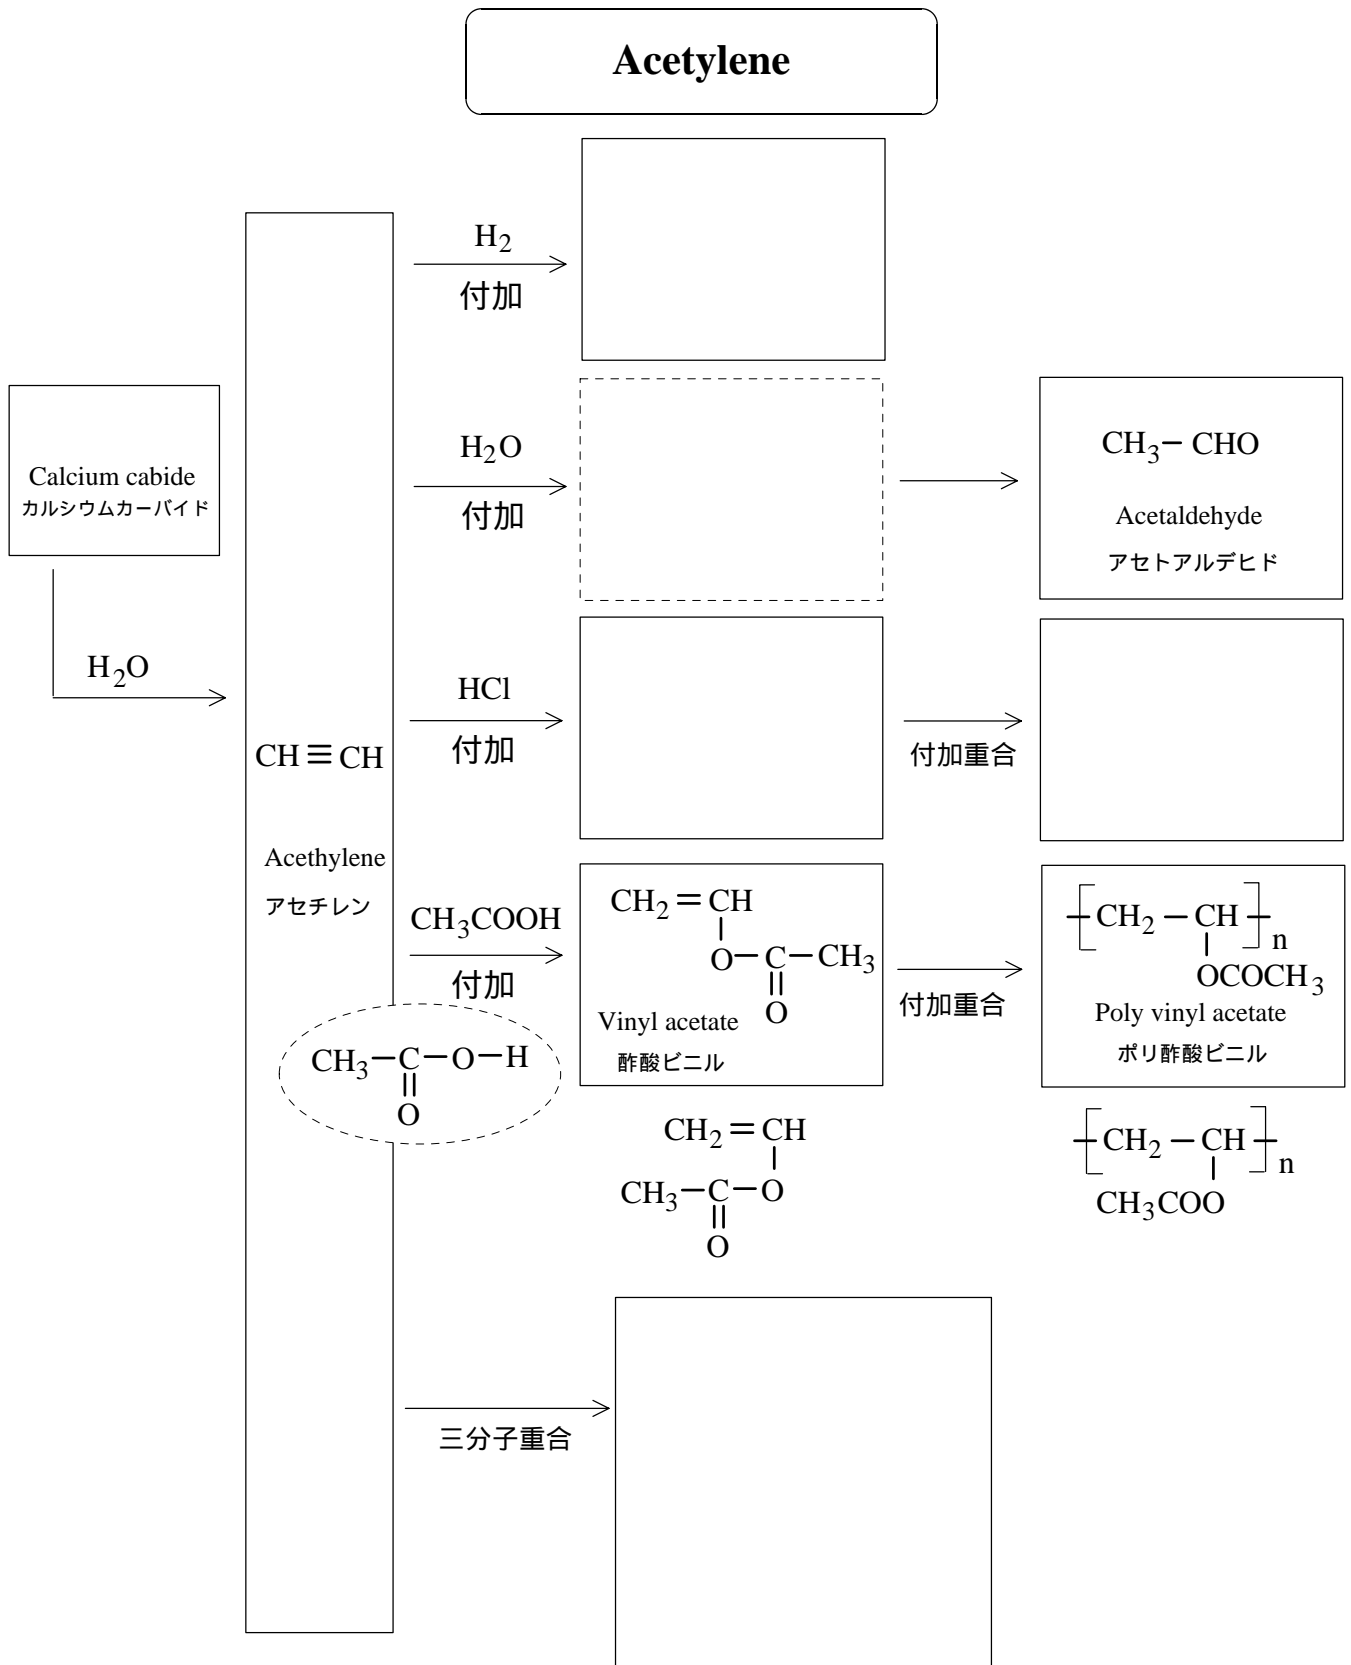 Acetylene
H2
付加
Calcium cabide
カルシウムカーバイド
H2O
CH≡CH
Acethylene
アセチレン
H2O
付加
CH3− CHO
Acetaldehyde
アセトアルデヒド
HCl
付加
付加重合
CH3COOH
付加
CH3−C−O−H
O
CH2=CH
O−C−CH3
O
Vinyl acetate
酢酸ビニル
付加重合
[CH2−CH]n
OCOCH3
Poly vinyl acetate
ポリ酢酸ビニル
CH2=CH
CH3−C−O
O
[CH2−CH]n
CH3COO
三分子重合